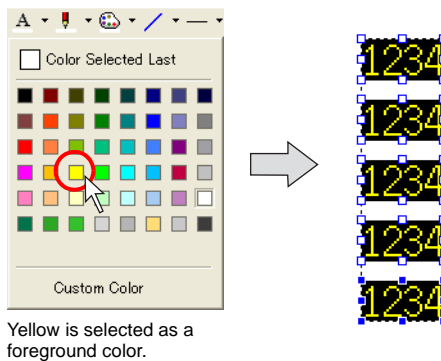 A
Color Selected Last
Custom Color
Yellow is selected as a
foreground color.
1234
1234
1234
1234
1234